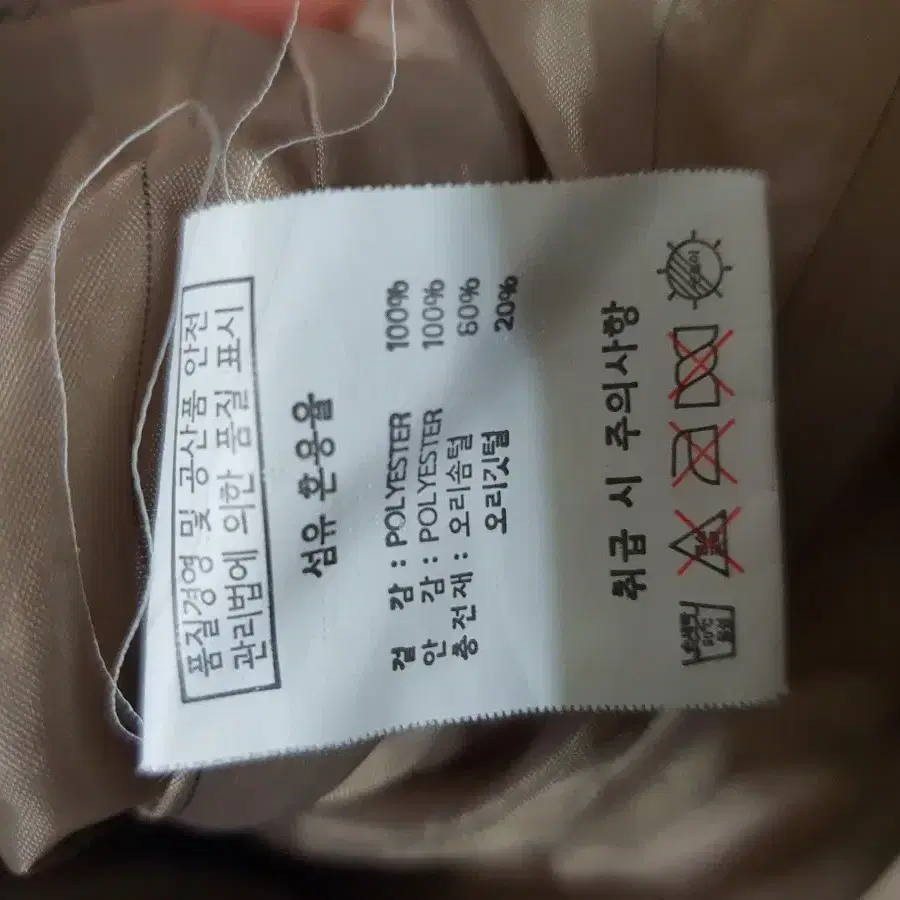 품질경영 및 공산품 안전
관리법에 의한 품질 표시
섬유 혼용율
겉 감 : POLYESTER 100%
안 감 : POLYESTER 100%
충전재 : 오리솜털 80%
오리깃털 20%
취급 시 주의사항